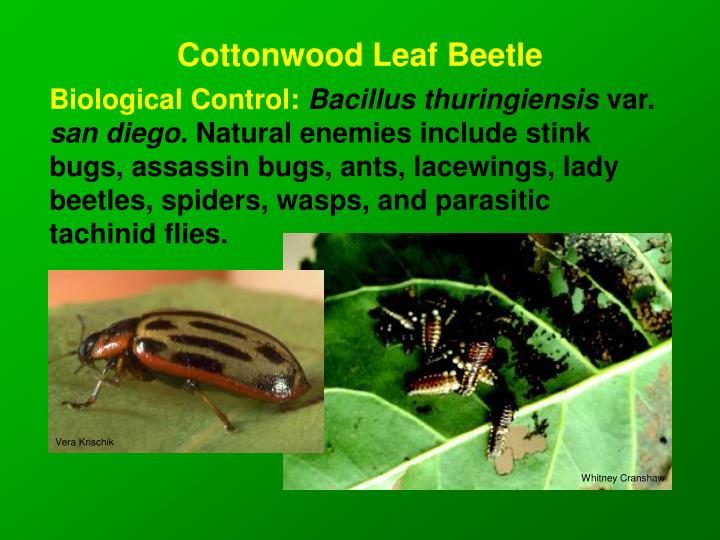 Cottonwood Leaf Beetle
Biological Control: Bacillus thuringiensis var.
san diego. Natural enemies include stink
bugs, assassin bugs, ants, lacewings, lady
beetles, spiders, wasps, and parasitic
tachinid flies.
Vera Krischik
Whitney Cranshaw